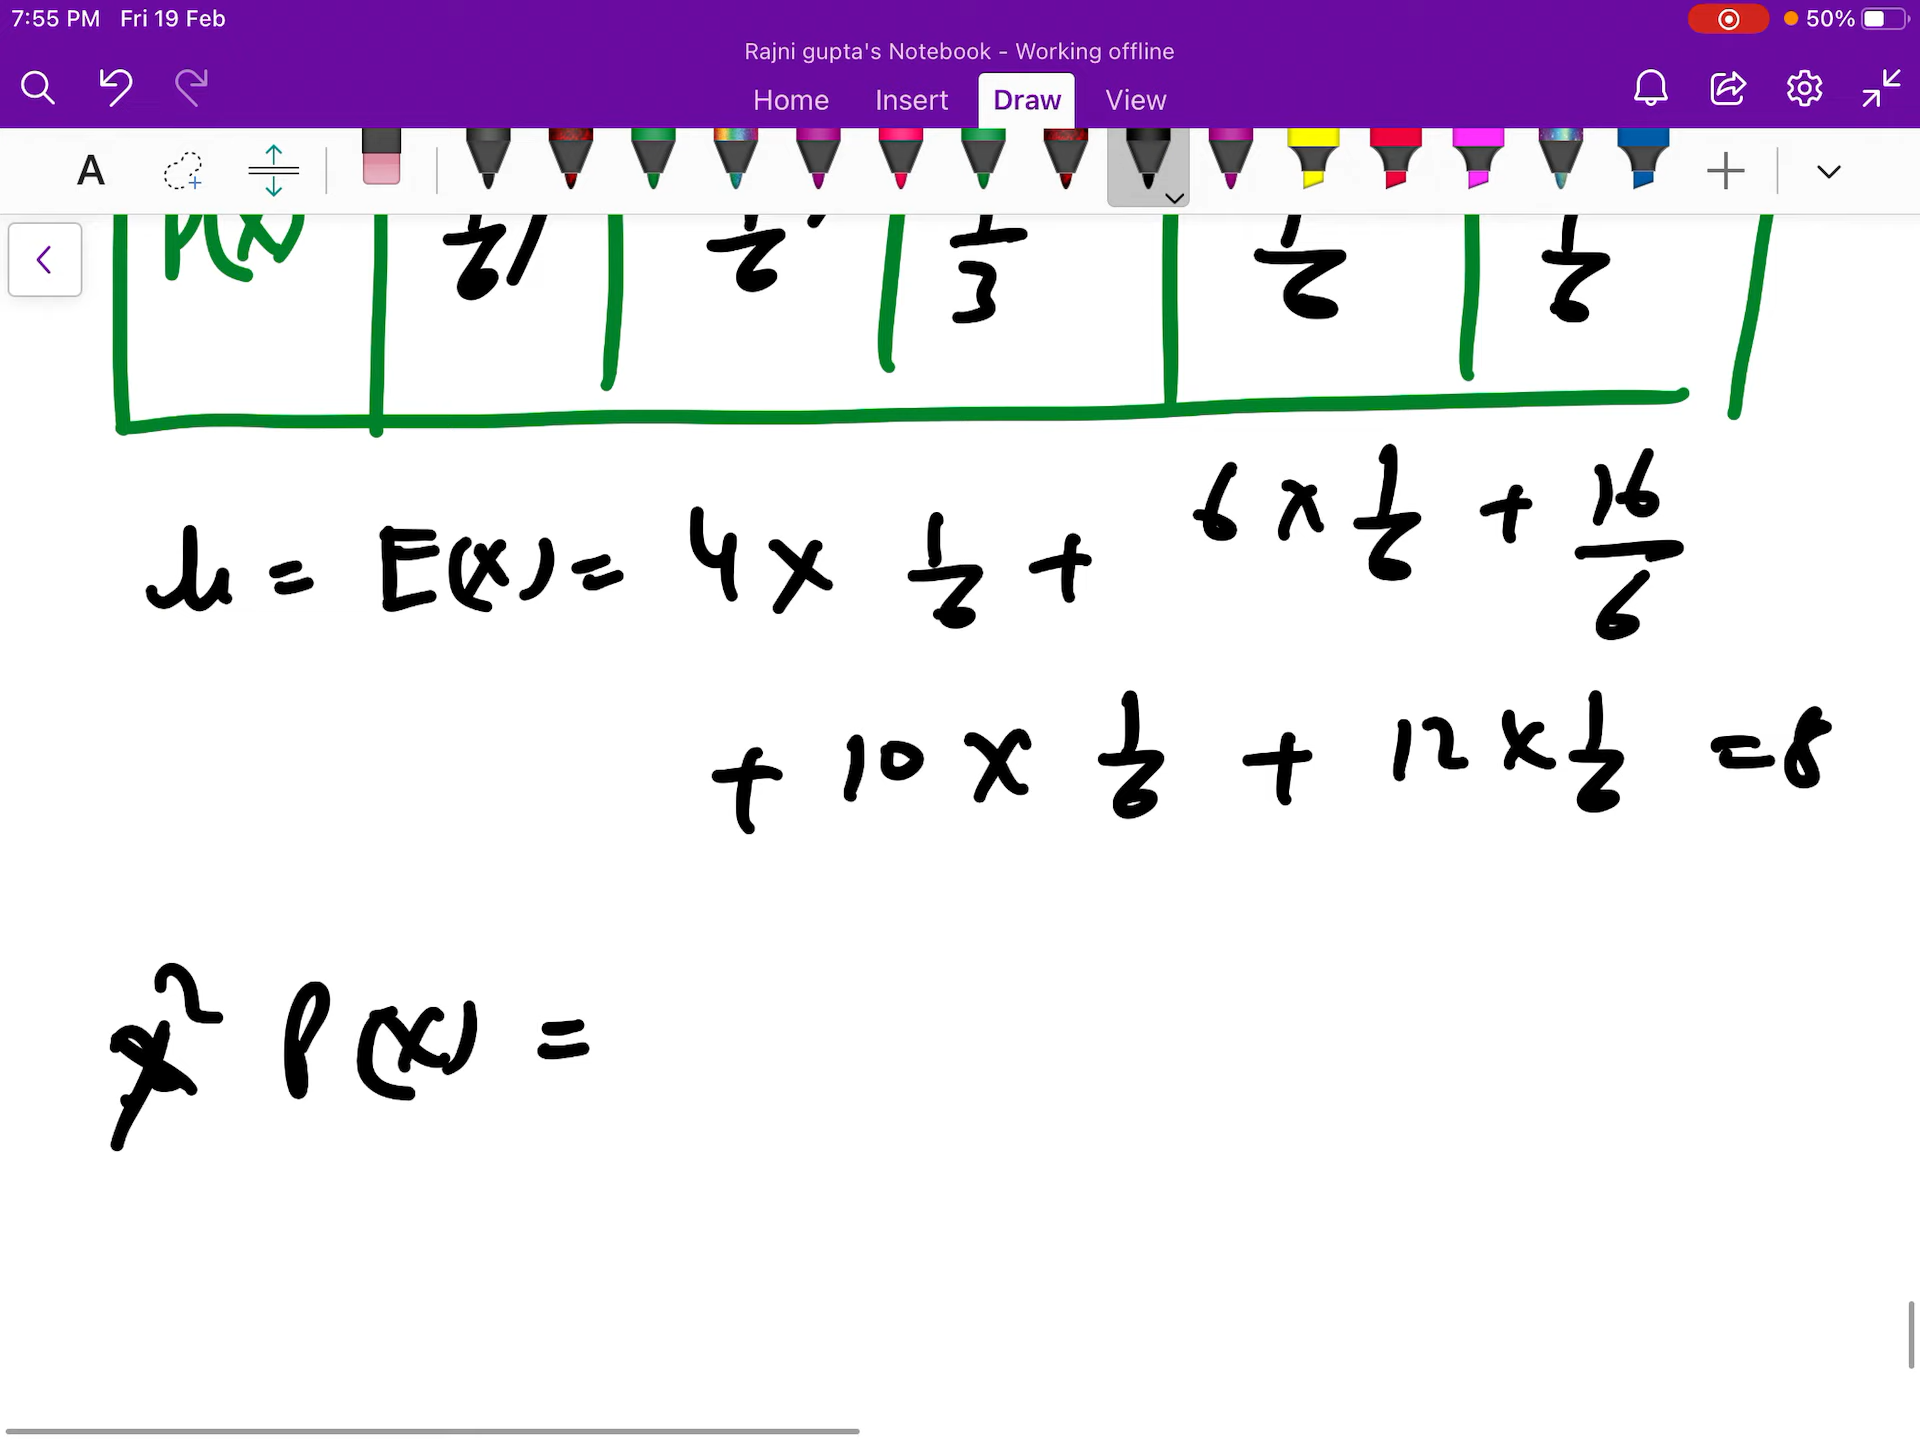 7:55 PM Fri 19 Feb 50%
Rajni gupta's Notebook - Working offline
Home Insert Draw View
A
P(x) 1/6 1/6 1/3 1/6 1/6
μ = E(x) = 4 x 1/6 + 6 x 1/6 + 16/6
+ 10 x 1/6 + 12 x 1/6 = 8
x² P(x) =